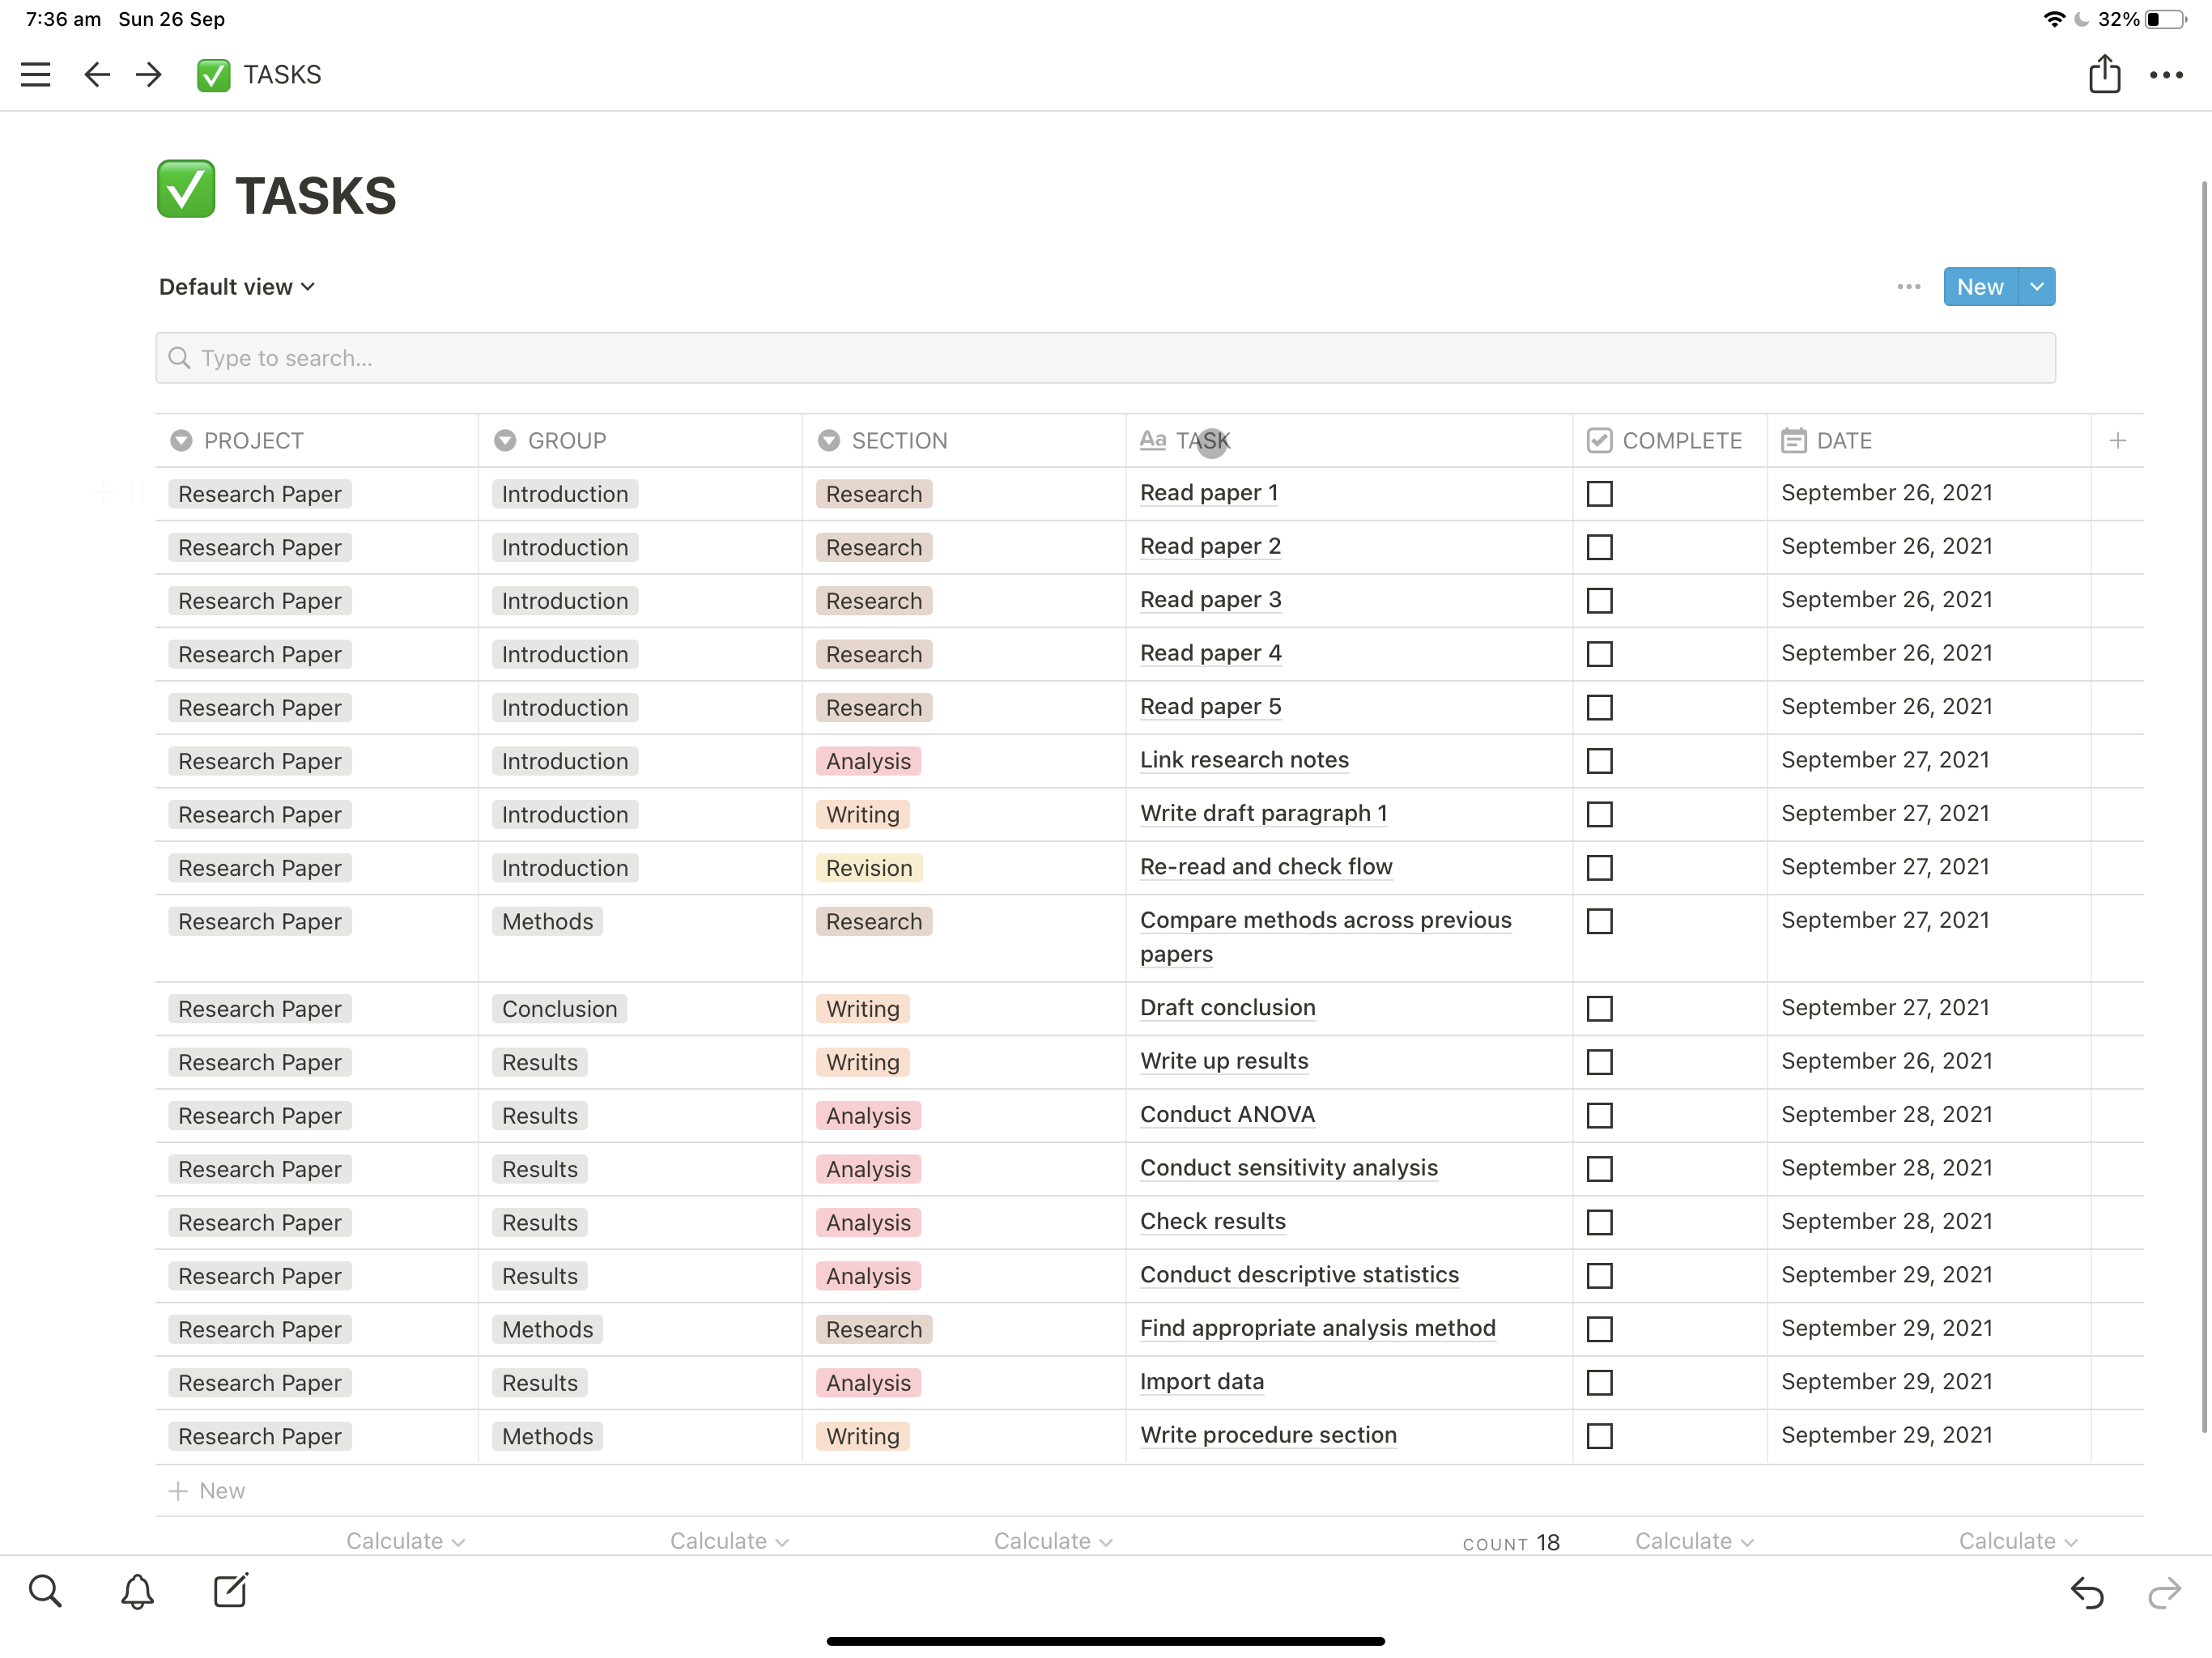 7:36 am Sun 26 Sep 32%
TASKS
TASKS
Default view New
Type to search...
PROJECT GROUP SECTION Aa TASK COMPLETE DATE
Research Paper Introduction Research Read paper 1 September 26, 2021
Research Paper Introduction Research Read paper 2 September 26, 2021
Research Paper Introduction Research Read paper 3 September 26, 2021
Research Paper Introduction Research Read paper 4 September 26, 2021
Research Paper Introduction Research Read paper 5 September 26, 2021
Research Paper Introduction Analysis Link research notes September 27, 2021
Research Paper Introduction Writing Write draft paragraph 1 September 27, 2021
Research Paper Introduction Revision Re-read and check flow September 27, 2021
Research Paper Methods Research Compare methods across previous September 27, 2021
papers
Research Paper Conclusion Writing Draft conclusion September 27, 2021
Research Paper Results Writing Write up results September 26, 2021
Research Paper Results Analysis Conduct ANOVA September 28, 2021
Research Paper Results Analysis Conduct sensitivity analysis September 28, 2021
Research Paper Results Analysis Check results September 28, 2021
Research Paper Results Analysis Conduct descriptive statistics September 29, 2021
Research Paper Methods Research Find appropriate analysis method September 29, 2021
Research Paper Results Analysis Import data September 29, 2021
Research Paper Methods Writing Write procedure section September 29, 2021
New
Calculate Calculate Calculate COUNT 18 Calculate Calculate